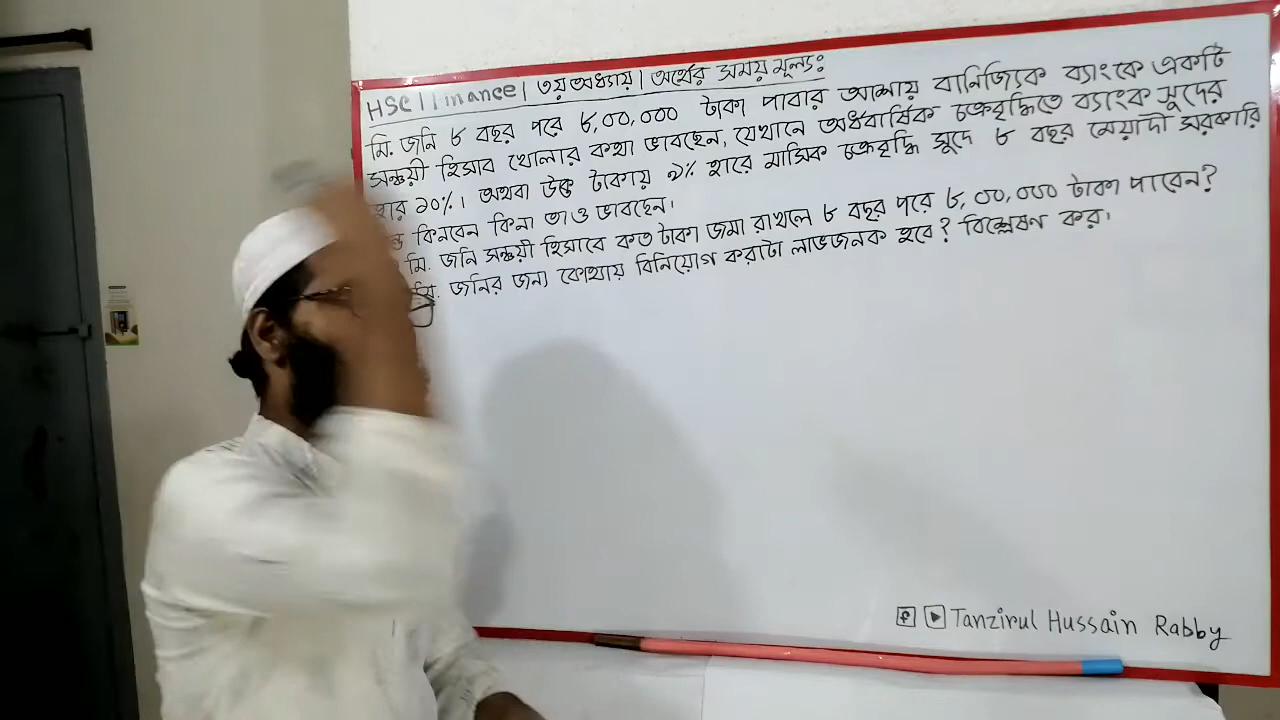 HSC | Finance | ৩য় অধ্যায় | অর্থের সময় মূল্যঃ
মি. জনি ৮ বছর পরে ৮,০০,০০০ টাকা পাবার আশায় বানিজ্যিক ব্যাংকে একটি
সঞ্চয়ী হিসাব খোলার কথা ভাবছেন, যেখানে অর্ধবার্ষিক চক্রবৃদ্ধিতে ব্যাংক সুদের
হার ১০%। অথবা উক্ত টাকায় ৯% হারে মাসিক চক্রবৃদ্ধি সুদে ৮ বছর মেয়াদী সরকারি
কিনবেন কিনা তাও ভাবছেন।
মি. জনি সঞ্চয়ী হিসাবে কত টাকা জমা রাখলে ৮ বছর পরে ৮,০০,০০০ টাকা পাবেন?
মি. জনির জন্য কোথায় বিনিয়োগ করাটা লাভজনক হবে? বিশ্লেষণ কর।
Tanzirul Hussain Rabby